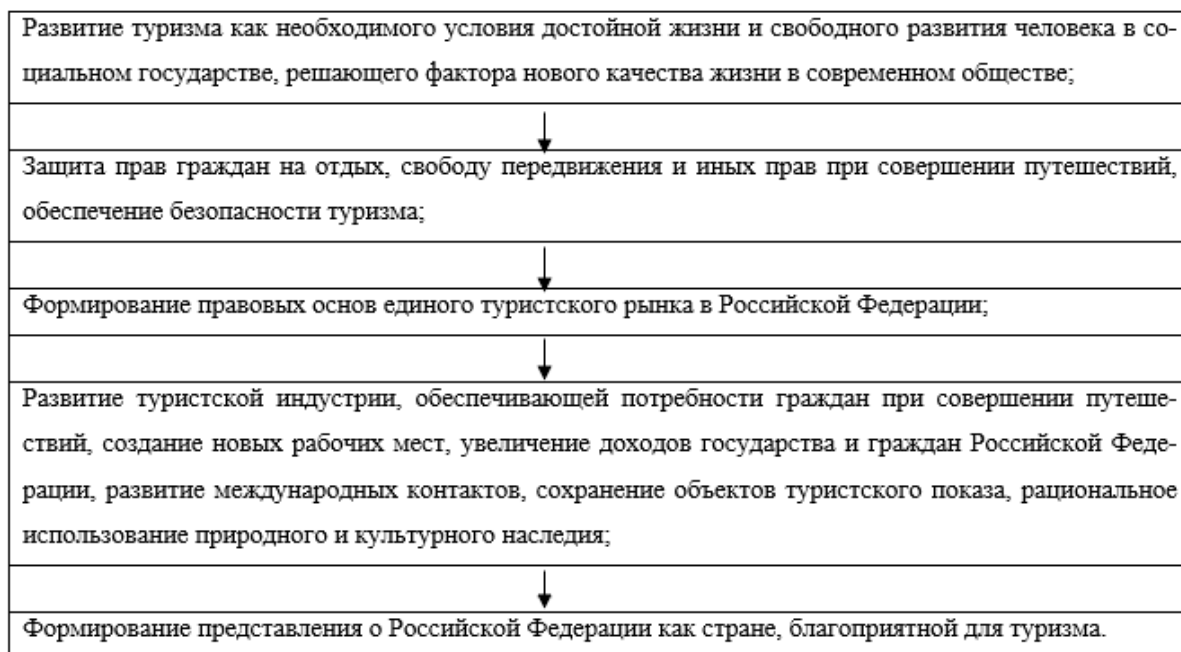 Развитие туризма как необходимого условия достойной жизни и свободного развития человека в со-
циальном государстве, решающего фактора нового качества жизни в современном обществе;
Защита прав граждан на отдых, свободу передвижения и иных прав при совершении путешествий,
обеспечение безопасности туризма;
Формирование правовых основ единого туристского рынка в Российской Федерации;
Развитие туристской индустрии, обеспечивающей потребности граждан при совершении путеше-
ствий, создание новых рабочих мест, увеличение доходов государства и граждан Российской Феде-
рации, развитие международных контактов, сохранение объектов туристского показа, рациональное
использование природного и культурного наследия;
Формирование представления о Российской Федерации как стране, благоприятной для туризма.